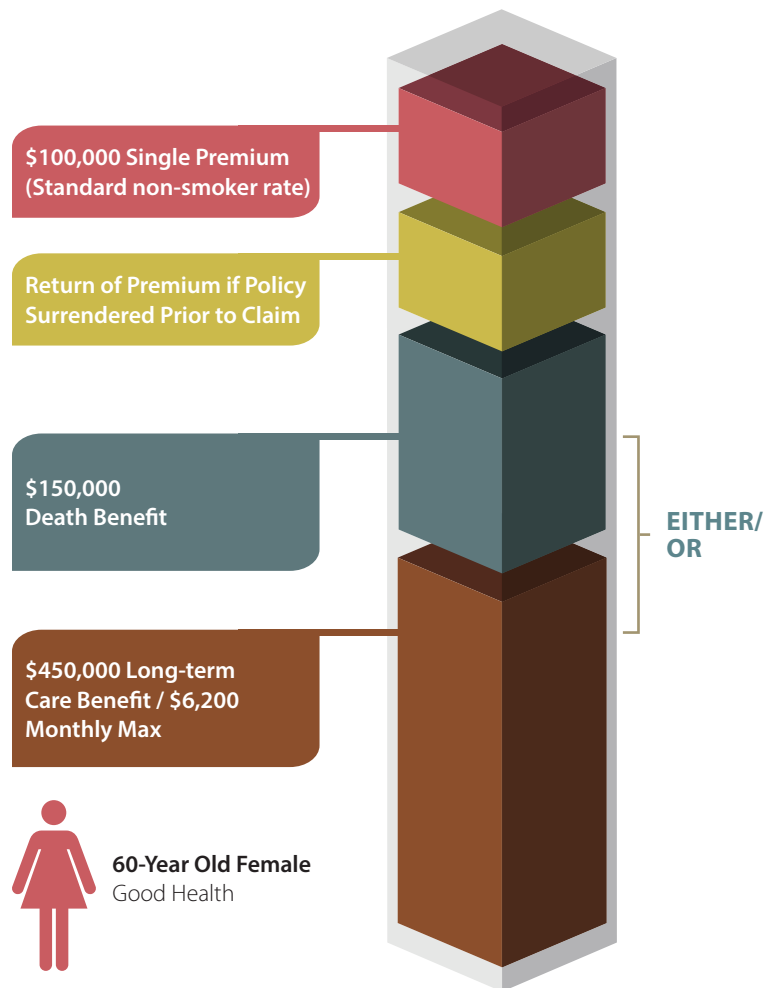 $100,000 Single Premium
(Standard non-smoker rate)
Return of Premium if Policy
Surrendered Prior to Claim
$150,000
Death Benefit
EITHER/
OR
$450,000 Long-term
Care Benefit / $6,200
Monthly Max
60-Year Old Female
Good Health